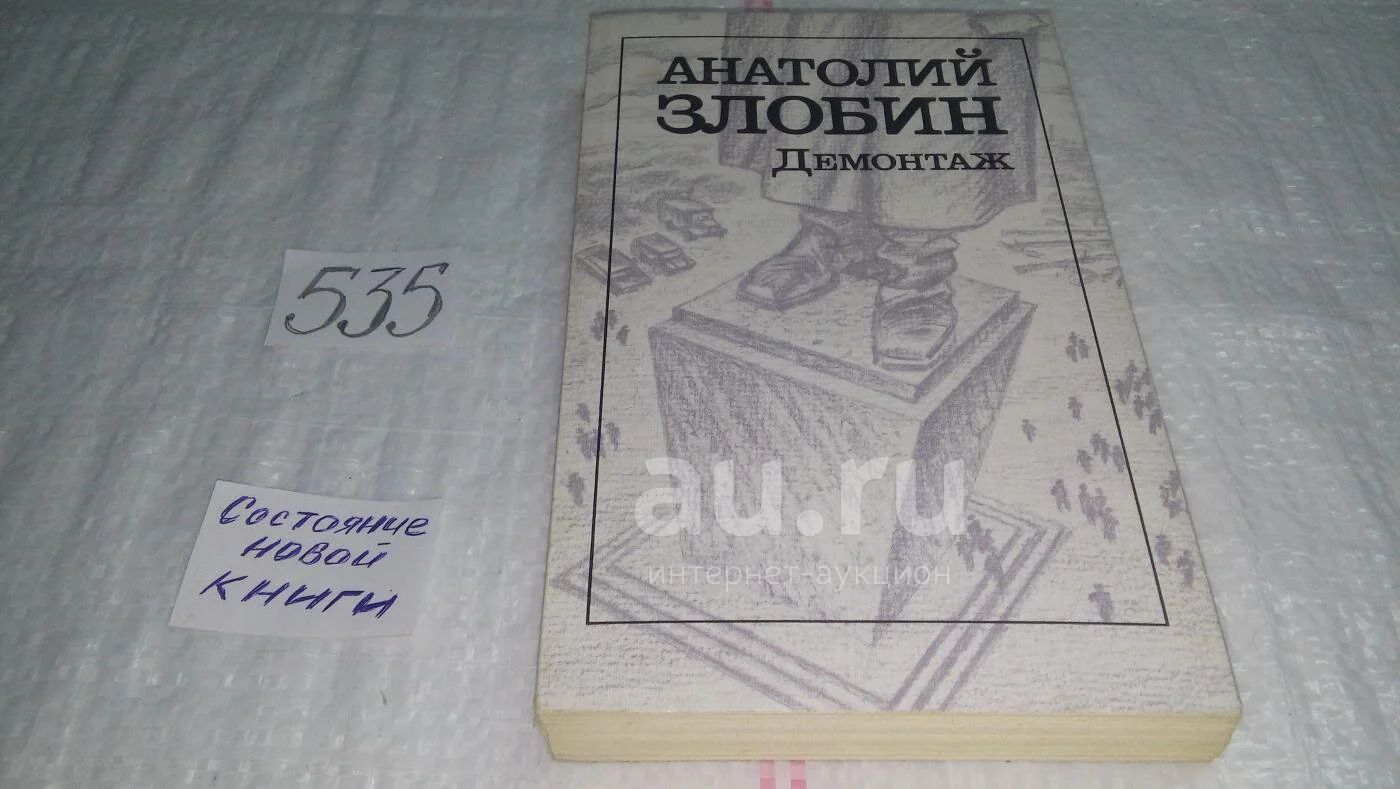 АНАТОЛИЙ
ЗЛОБИН
ДЕМОНТАЖ
535
Состояние
новой
книги
au.ru
интернет-аукцион